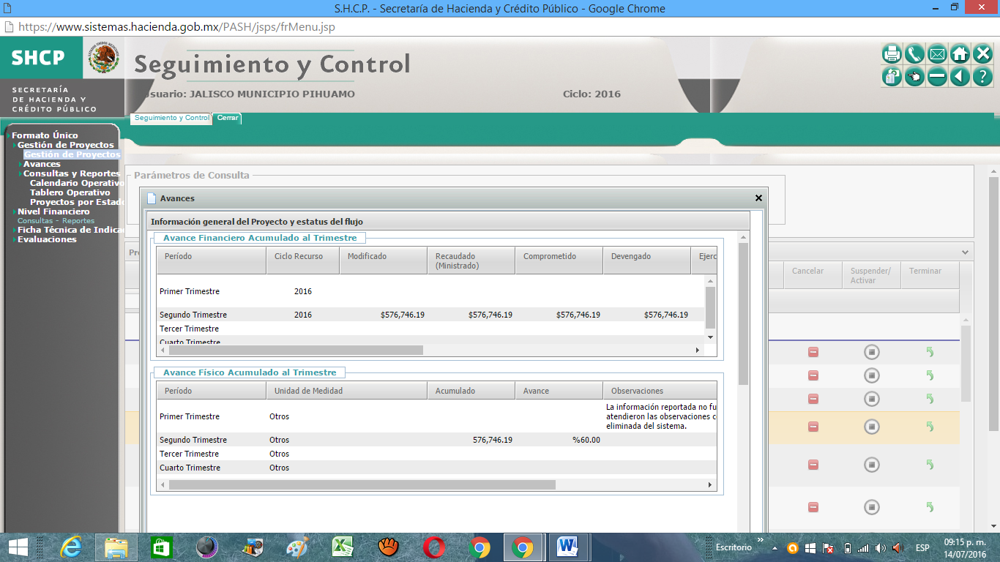 S.H.C.P. - Secretaría de Hacienda y Crédito Público - Google Chrome
https://www.sistemas.hacienda.gob.mx/PASH/jsps/frMenu.jsp
SHCP
SECRETARÍA
DE HACIENDA Y
CRÉDITO PÚBLICO
Seguimiento y Control
Usuario: JALISCO MUNICIPIO PIHUAMO
Ciclo: 2016
Seguimiento y Control
Cerrar
Formato Único
Gestión de Proyectos
Gestión de Proyectos
Avances
Consultas y Reportes
Calendario Operativo
Tablero Operativo
Proyectos por Estad
Nivel Financiero
Consultas - Reportes
Ficha Técnica de Indica
Evaluaciones
Parámetros de Consulta
Avances
Información general del Proyecto y estatus del flujo
Avance Financiero Acumulado al Trimestre
Período Ciclo Recurso Modificado Recaudado (Ministrado) Comprometido Devengado Ejerc
Primer Trimestre 2016
Segundo Trimestre 2016 $576,746.19 $576,746.19 $576,746.19 $576,746.19
Tercer Trimestre
Cuarto Trimestre
Avance Físico Acumulado al Trimestre
Período Unidad de Medidad Acumulado Avance Observaciones
La información reportada no fu
Primer Trimestre Otros atendieron las observaciones c
eliminada del sistema.
Segundo Trimestre Otros 576,746.19 %60.00
Tercer Trimestre Otros
Cuarto Trimestre Otros
Pr
Cancelar Suspender/ Activar Terminar
Escritorio
ESP
09:15 p. m.
14/07/2016